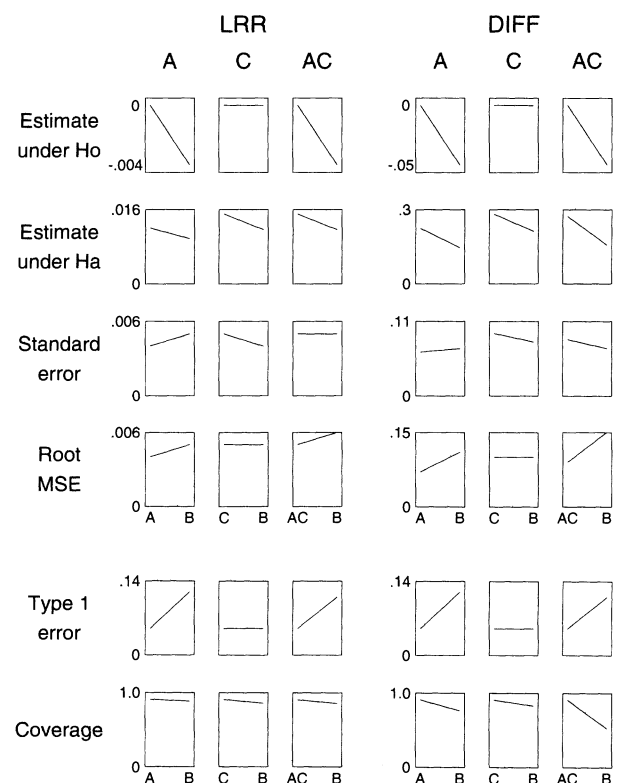 LRR DIFF
A C AC A C AC
Estimate under Ho
0 -.004 0 -.05
Estimate under Ha
.016 0 .3 0
Standard error
.006 0 .11 0
Root MSE
.006 0 .15 0
A B C B AC B A B C B AC B
Type 1 error
.14 0 .14 0
Coverage
1.0 0 1.0 0
A B C B AC B A B C B AC B